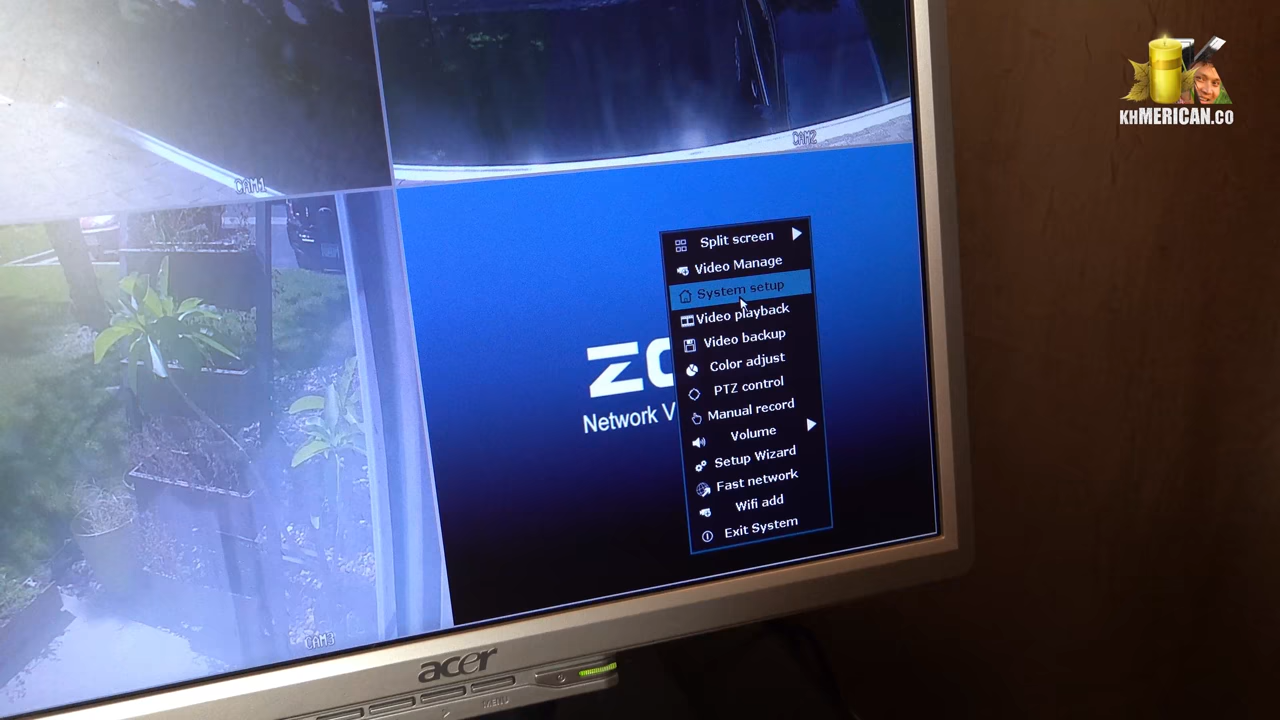 KHMERICAN.CO
CAM2
CAM1
Split screen
Video Manage
System setup
Video playback
Video backup
Color adjust
PTZ control
Manual record
Volume
Setup Wizard
Fast network
Wifi add
Exit System
Network V
CAM3
acer
MENU